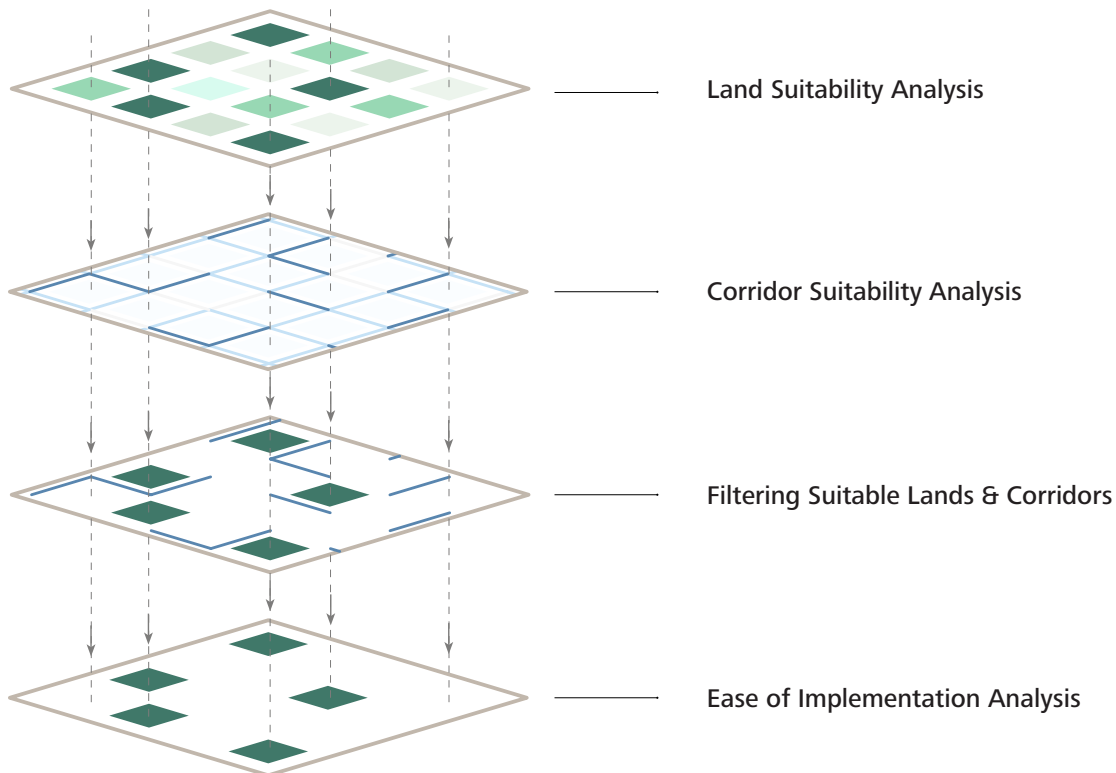 Land Suitability Analysis
Corridor Suitability Analysis
Filtering Suitable Lands & Corridors
Ease of Implementation Analysis